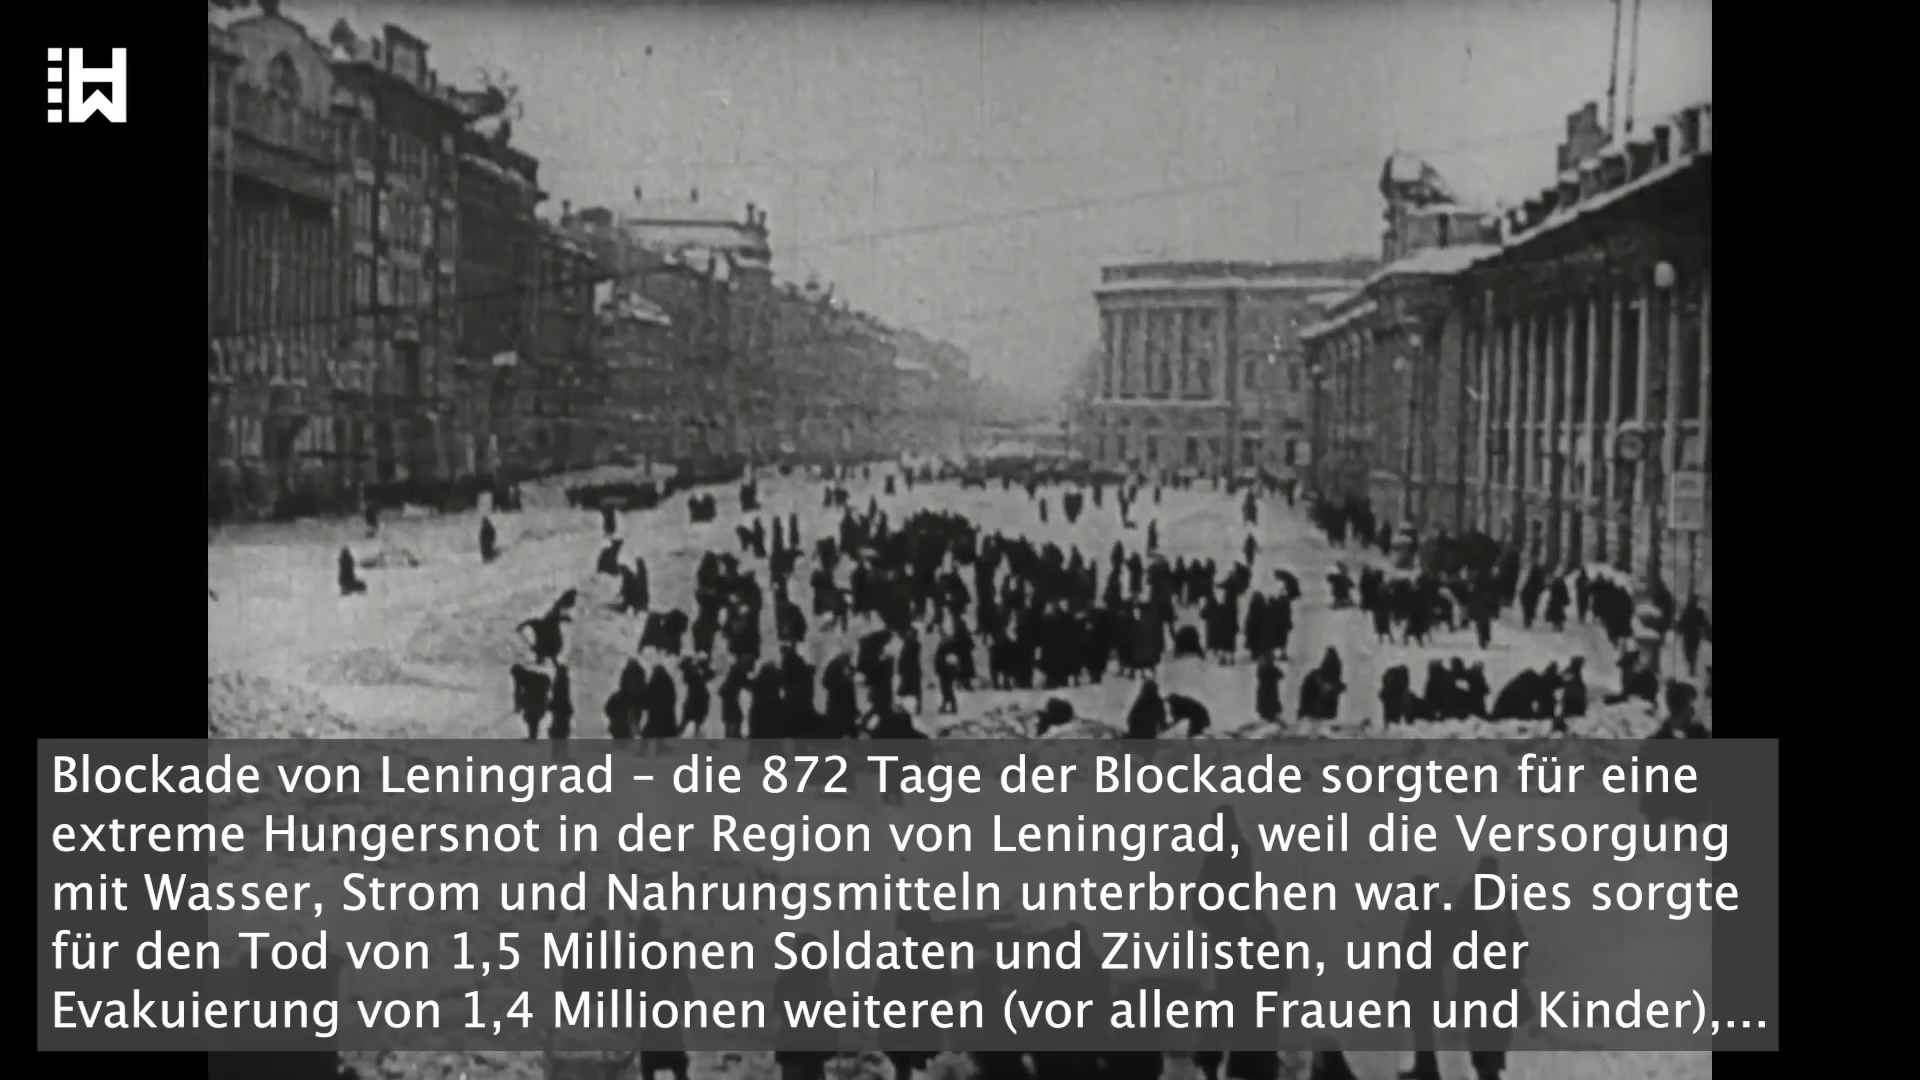 HW
Blockade von Leningrad – die 872 Tage der Blockade sorgten für eine
extreme Hungersnot in der Region von Leningrad, weil die Versorgung
mit Wasser, Strom und Nahrungsmitteln unterbrochen war. Dies sorgte
für den Tod von 1,5 Millionen Soldaten und Zivilisten, und der
Evakuierung von 1,4 Millionen weiteren (vor allem Frauen und Kinder),...